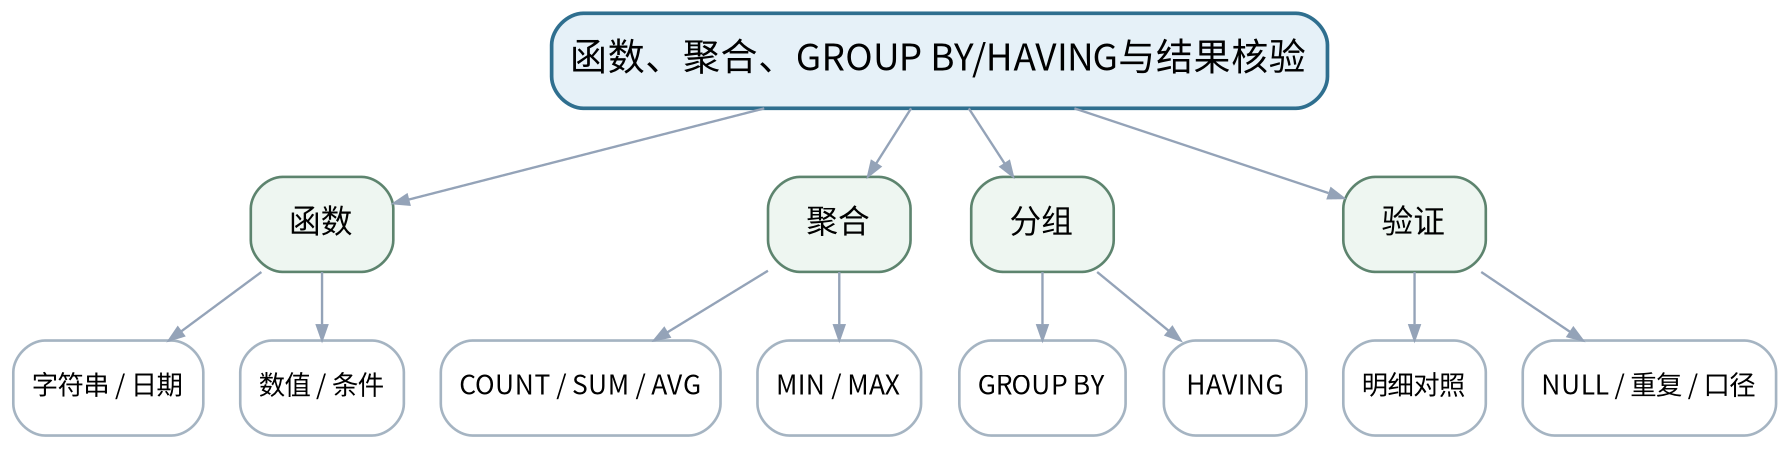 函数、聚合、GROUP BY/HAVING与结果核验
函数
聚合
分组
验证
字符串 / 日期
数值 / 条件
COUNT / SUM / AVG
MIN / MAX
GROUP BY
HAVING
明细对照
NULL / 重复 / 口径